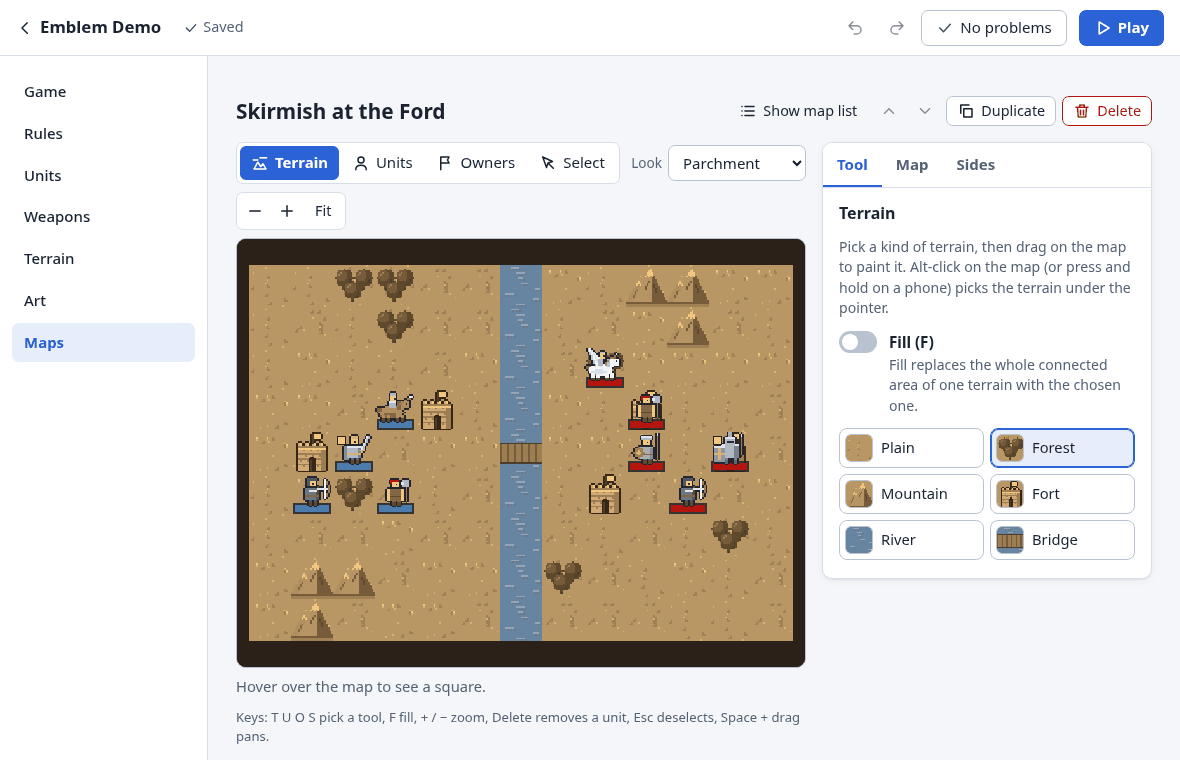 Emblem Demo
Saved
No problems
Play
Game
Rules
Units
Weapons
Terrain
Art
Maps
Skirmish at the Ford
Show map list
Duplicate
Delete
Terrain
Units
Owners
Select
Look
Parchment
Fit
Hover over the map to see a square.
Keys: T U O S pick a tool, F fill, + / − zoom, Delete removes a unit, Esc deselects, Space + drag
pans.
Tool
Map
Sides
Terrain
Pick a kind of terrain, then drag on the map
to paint it. Alt-click on the map (or press and
hold on a phone) picks the terrain under the
pointer.
Fill (F)
Fill replaces the whole connected
area of one terrain with the chosen
one.
Plain
Forest
Mountain
Fort
River
Bridge